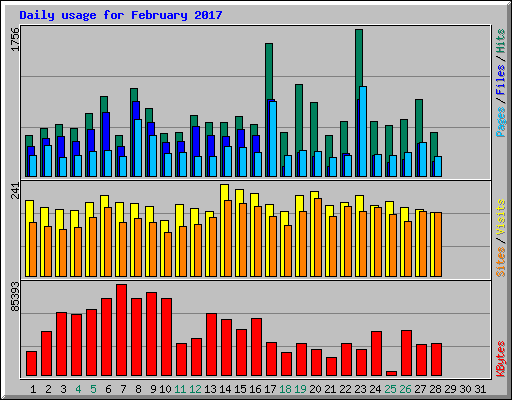 Daily usage for February 2017
1756
Pages / Files / Hits
241
Sites / Visits
85393
KBytes
1 2 3 4 5 6 7 8 9 10 11 12 13 14 15 16 17 18 19 20 21 22 23 24 25 26 27 28 29 30 31